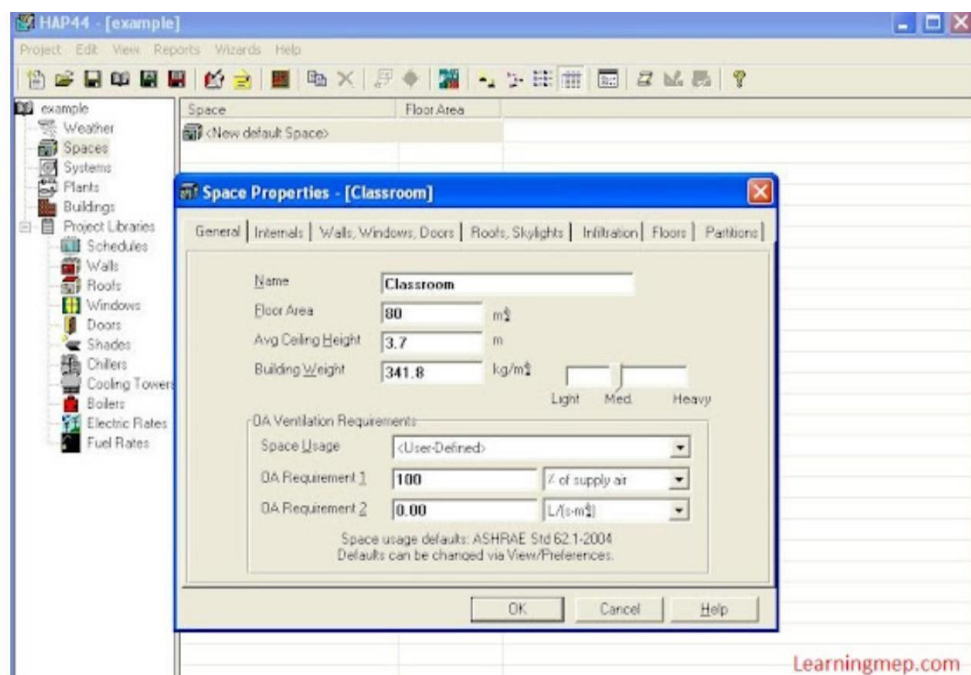 HAP44 - [example]
Project Edit View Reports Wizards Help
example
Weather
Spaces
Systems
Plants
Buildings
Project Libraries
Schedules
Walls
Roofs
Windows
Doors
Shades
Chillers
Cooling Towers
Boilers
Electric Rates
Fuel Rates
Space Floor Area
<New default Space>
Space Properties - [Classroom]
General Internals Walls, Windows, Doors Roofs, Skylights Infiltration Floors Partitions
Name Classroom
Floor Area 80 m²
Avg Ceiling Height 3.7 m
Building Weight 341.8 kg/m²
Light Med. Heavy
OA Ventilation Requirements
Space Usage <User-Defined>
OA Requirement 1 100 % of supply air
OA Requirement 2 0.00 L/(s-m²)
Space usage defaults: ASHRAE Std 62.1-2004
Defaults can be changed via View/Preferences.
OK Cancel Help
Learningmep.com